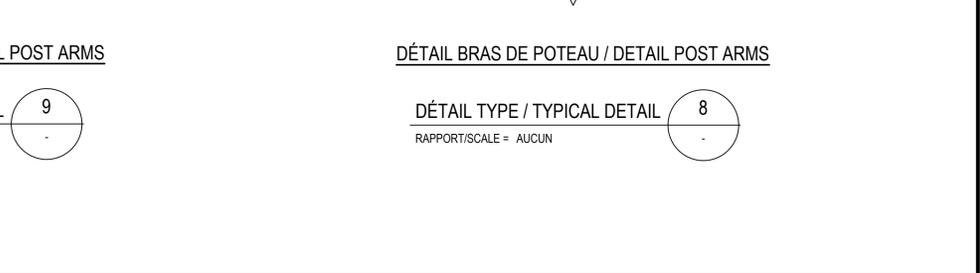 L POST ARMS
9
-
DÉTAIL BRAS DE POTEAU / DETAIL POST ARMS
DÉTAIL TYPE / TYPICAL DETAIL 8
RAPPORT/SCALE = AUCUN -